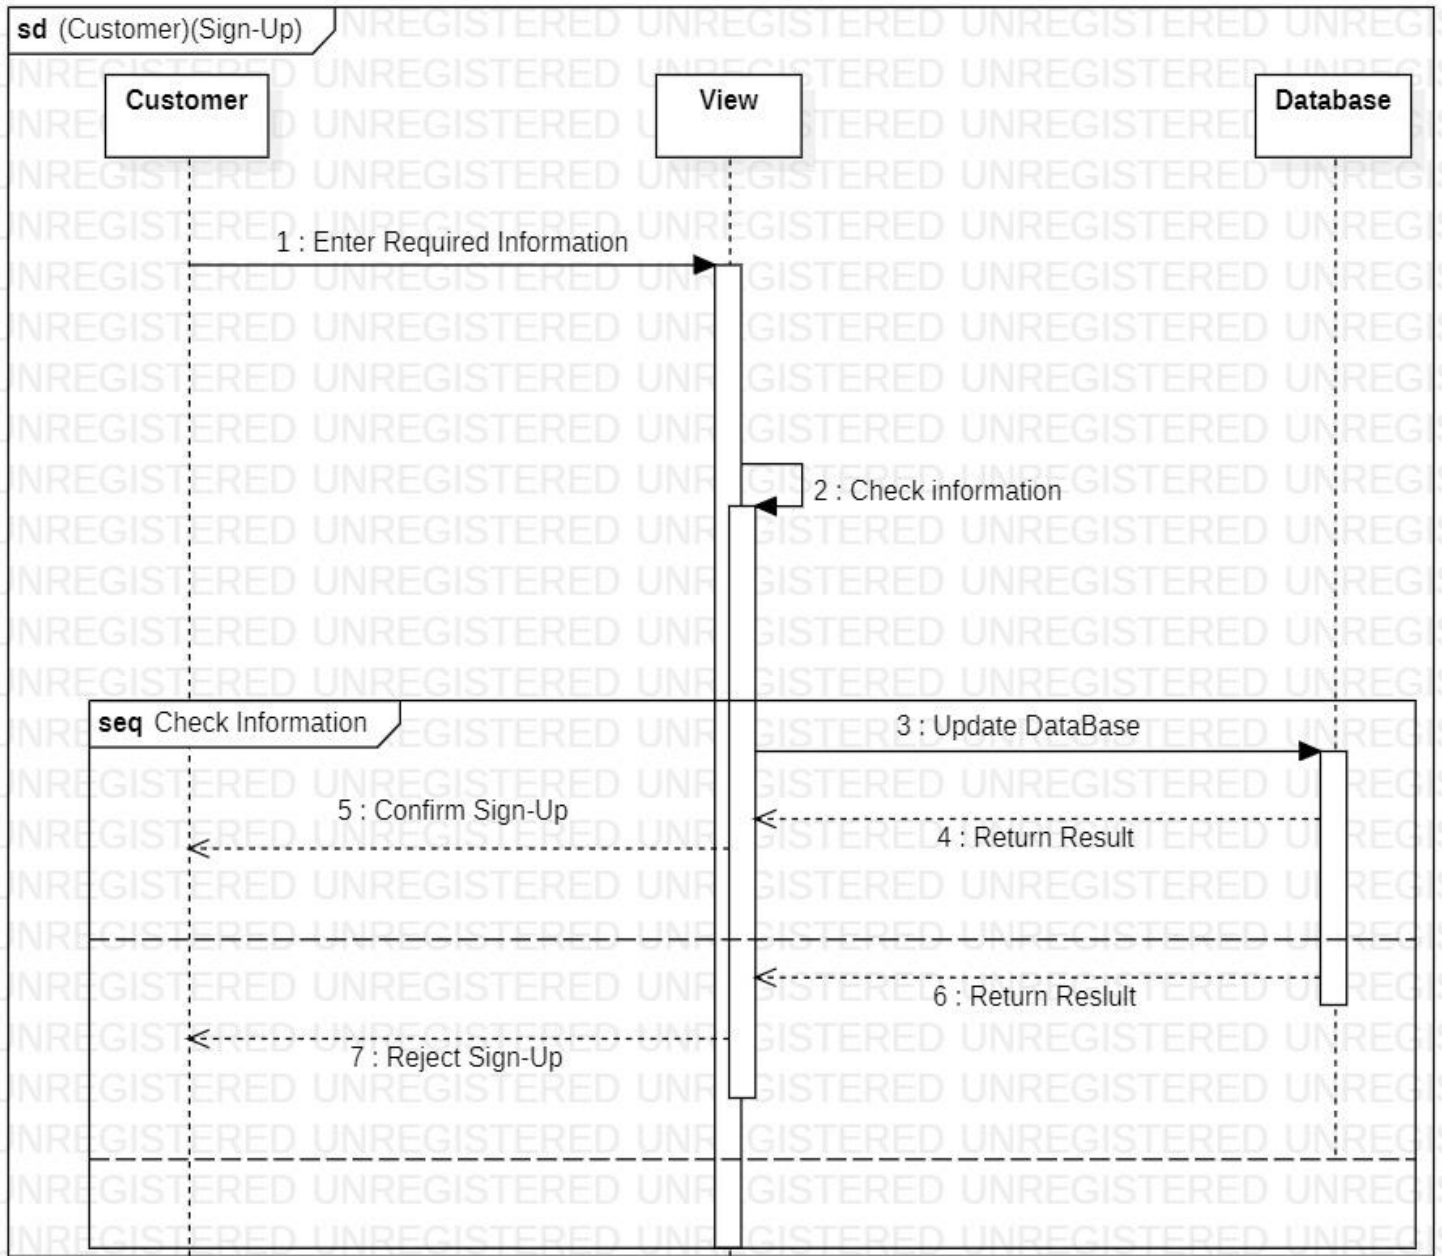 sd (Customer)(Sign-Up)
Customer
View
Database
1 : Enter Required Information
2 : Check information
seq Check Information
3 : Update DataBase
5 : Confirm Sign-Up
4 : Return Result
6 : Return Reslult
7 : Reject Sign-Up
UNREGISTERED